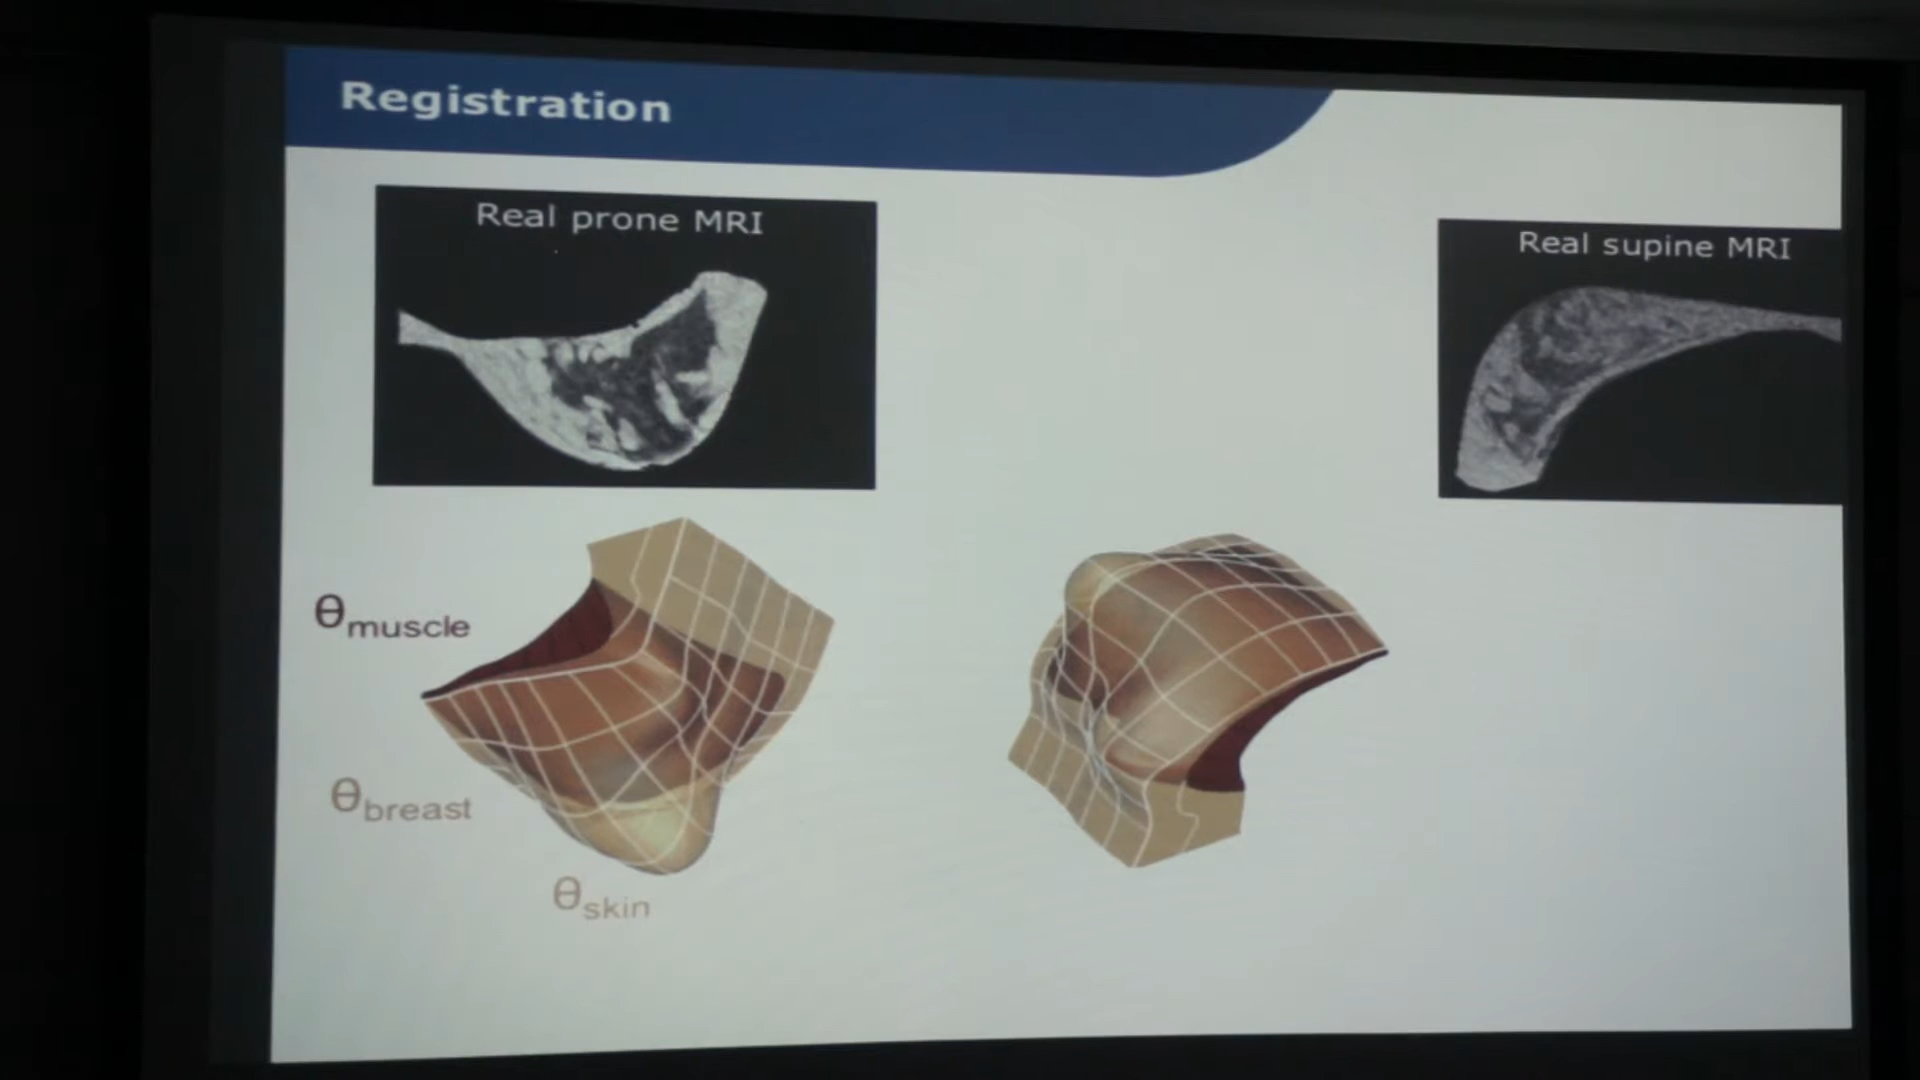 Registration
Real prone MRI
Real supine MRI
θmuscle
θbreast
θskin